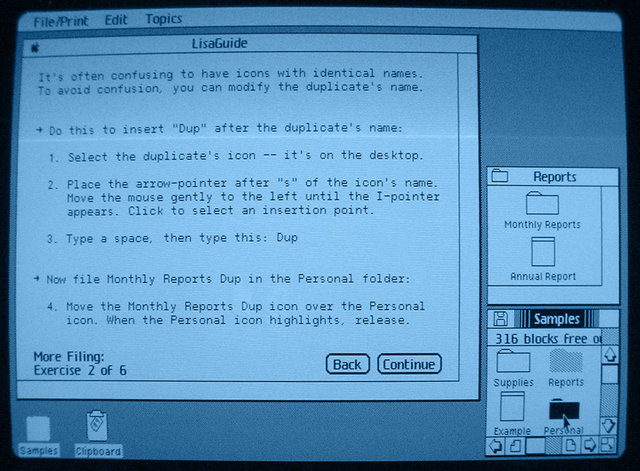 File/Print Edit Topics
LisaGuide
It's often confusing to have icons with identical names.
To avoid confusion, you can modify the duplicate's name.
→ Do this to insert "Dup" after the duplicate's name:
1. Select the duplicate's icon -- it's on the desktop.
2. Place the arrow-pointer after "s" of the icon's name.
Move the mouse gently to the left until the I-pointer
appears. Click to select an insertion point.
3. Type a space, then type this: Dup
→ Now file Monthly Reports Dup in the Personal folder:
4. Move the Monthly Reports Dup icon over the Personal
icon. When the Personal icon highlights, release.
More Filing:
Exercise 2 of 6
Back Continue
Reports
Monthly Reports
Annual Report
Samples
316 blocks free o
Supplies Reports
Example Personal
Samples Clipboard